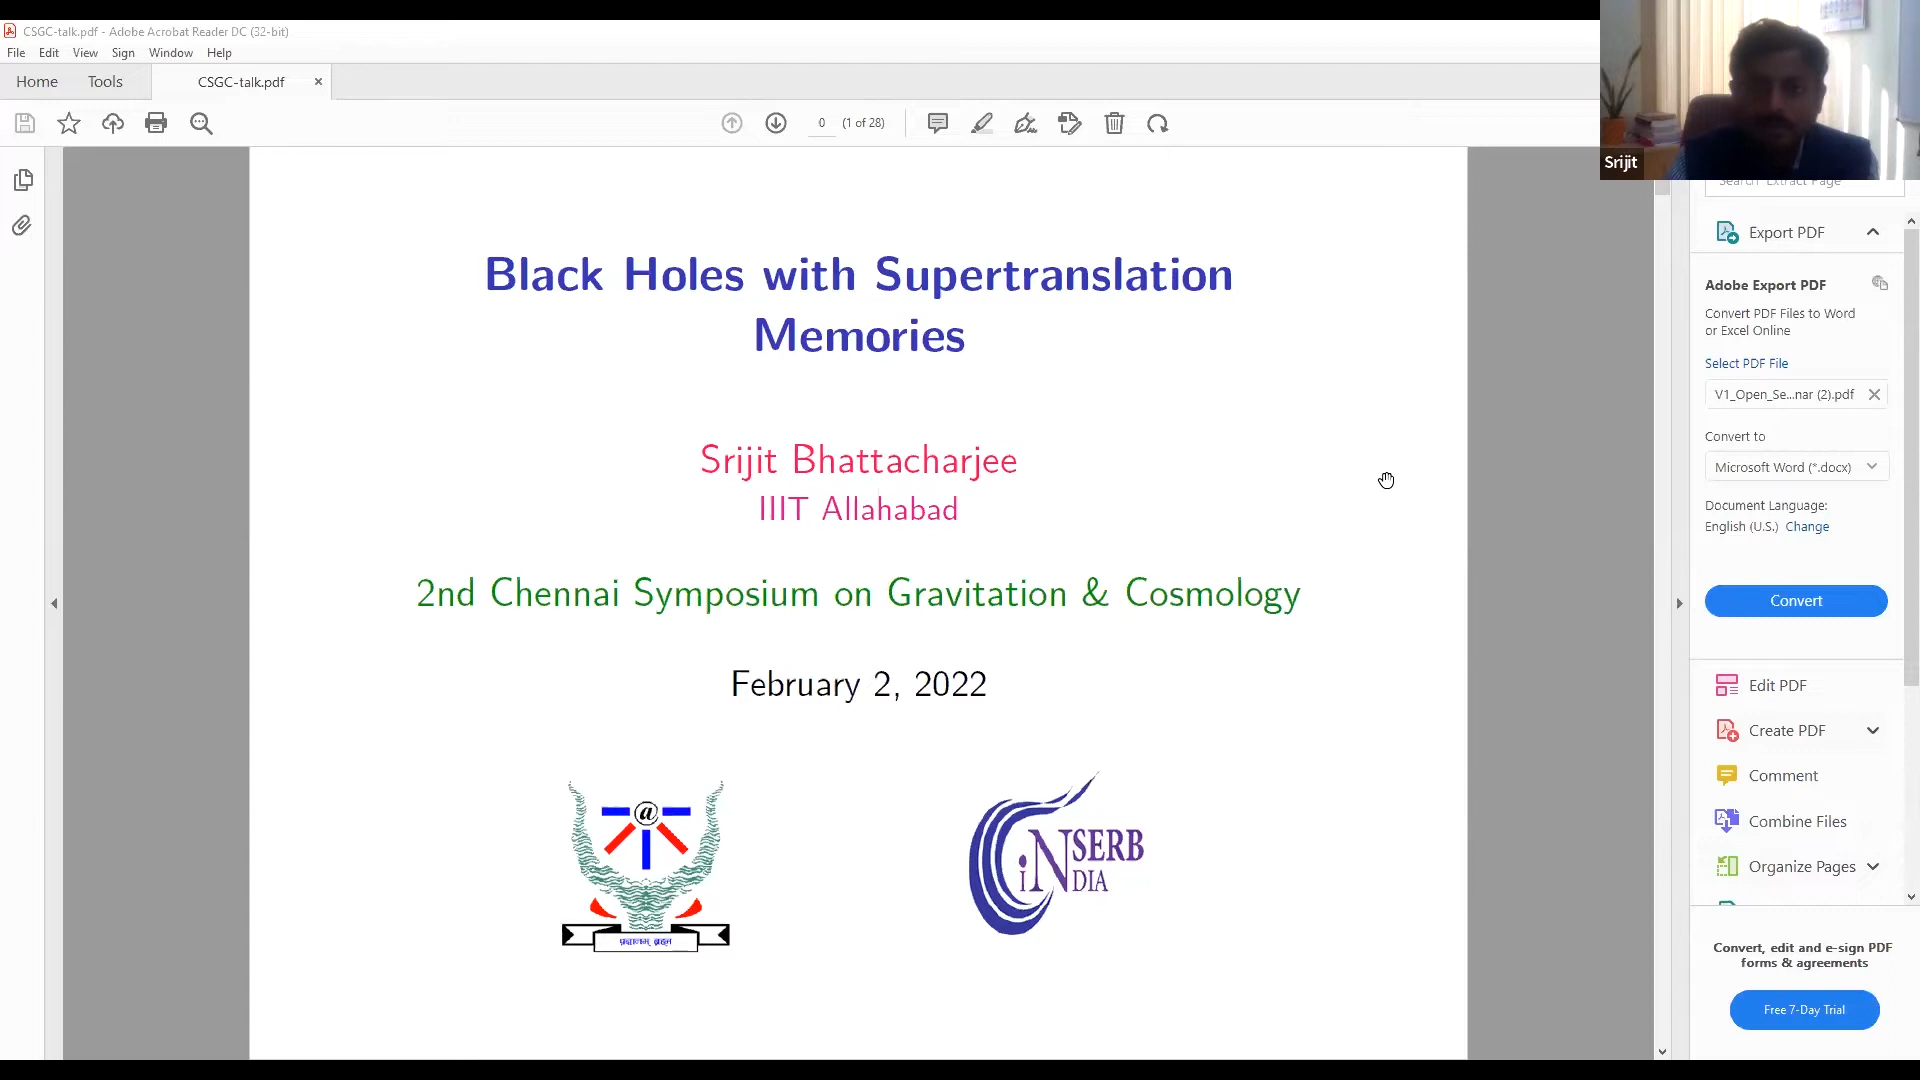 CSGC-talk.pdf - Adobe Acrobat Reader DC (32-bit)
File Edit View Sign Window Help
Home Tools CSGC-talk.pdf ×
0 (1 of 28)
Srijit
Search 'Extract Page'
Black Holes with Supertranslation
Memories
Srijit Bhattacharjee
IIIT Allahabad
2nd Chennai Symposium on Gravitation & Cosmology
February 2, 2022
@
iNSERB
iNDIA
Export PDF
Adobe Export PDF
Convert PDF Files to Word
or Excel Online
Select PDF File
V1_Open_Se...nar (2).pdf
Convert to
Microsoft Word (*.docx)
Document Language:
English (U.S.) Change
Convert
Edit PDF
Create PDF
Comment
Combine Files
Organize Pages
Convert, edit and e-sign PDF
forms & agreements
Free 7-Day Trial